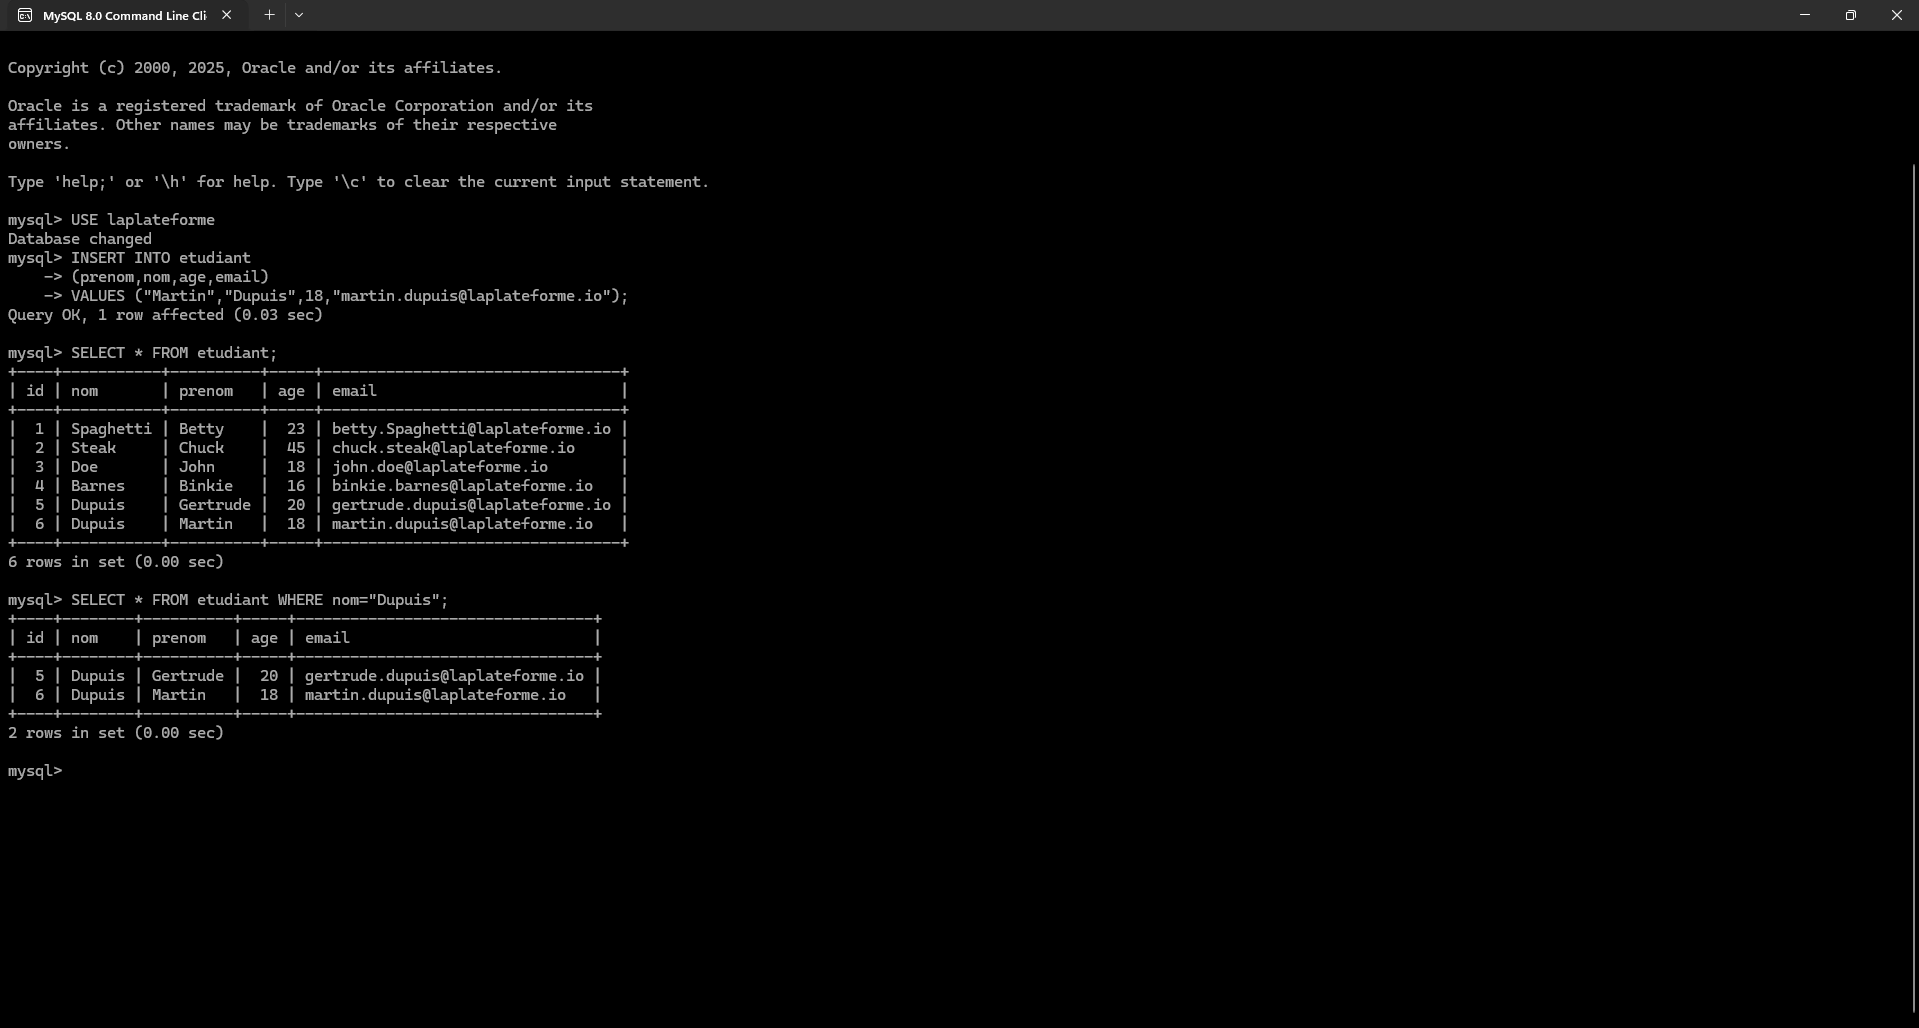 MySQL 8.0 Command Line Cli
Copyright (c) 2000, 2025, Oracle and/or its affiliates.
Oracle is a registered trademark of Oracle Corporation and/or its
affiliates. Other names may be trademarks of their respective
owners.
Type 'help;' or '\h' for help. Type '\c' to clear the current input statement.
mysql> USE laplateforme
Database changed
mysql> INSERT INTO etudiant
    -> (prenom,nom,age,email)
    -> VALUES ("Martin","Dupuis",18,"martin.dupuis@laplateforme.io");
Query OK, 1 row affected (0.03 sec)
mysql> SELECT * FROM etudiant;
+----+-----------+----------+-----+---------------------------------+
| id | nom       | prenom   | age | email                           |
+----+-----------+----------+-----+---------------------------------+
|  1 | Spaghetti | Betty    |  23 | betty.Spaghetti@laplateforme.io |
|  2 | Steak     | Chuck    |  45 | chuck.steak@laplateforme.io     |
|  3 | Doe       | John     |  18 | john.doe@laplateforme.io        |
|  4 | Barnes    | Binkie   |  16 | binkie.barnes@laplateforme.io   |
|  5 | Dupuis    | Gertrude |  20 | gertrude.dupuis@laplateforme.io |
|  6 | Dupuis    | Martin   |  18 | martin.dupuis@laplateforme.io   |
+----+-----------+----------+-----+---------------------------------+
6 rows in set (0.00 sec)
mysql> SELECT * FROM etudiant WHERE nom="Dupuis";
+----+--------+----------+-----+---------------------------------+
| id | nom    | prenom   | age | email                           |
+----+--------+----------+-----+---------------------------------+
|  5 | Dupuis | Gertrude |  20 | gertrude.dupuis@laplateforme.io |
|  6 | Dupuis | Martin   |  18 | martin.dupuis@laplateforme.io   |
+----+--------+----------+-----+---------------------------------+
2 rows in set (0.00 sec)
mysql>